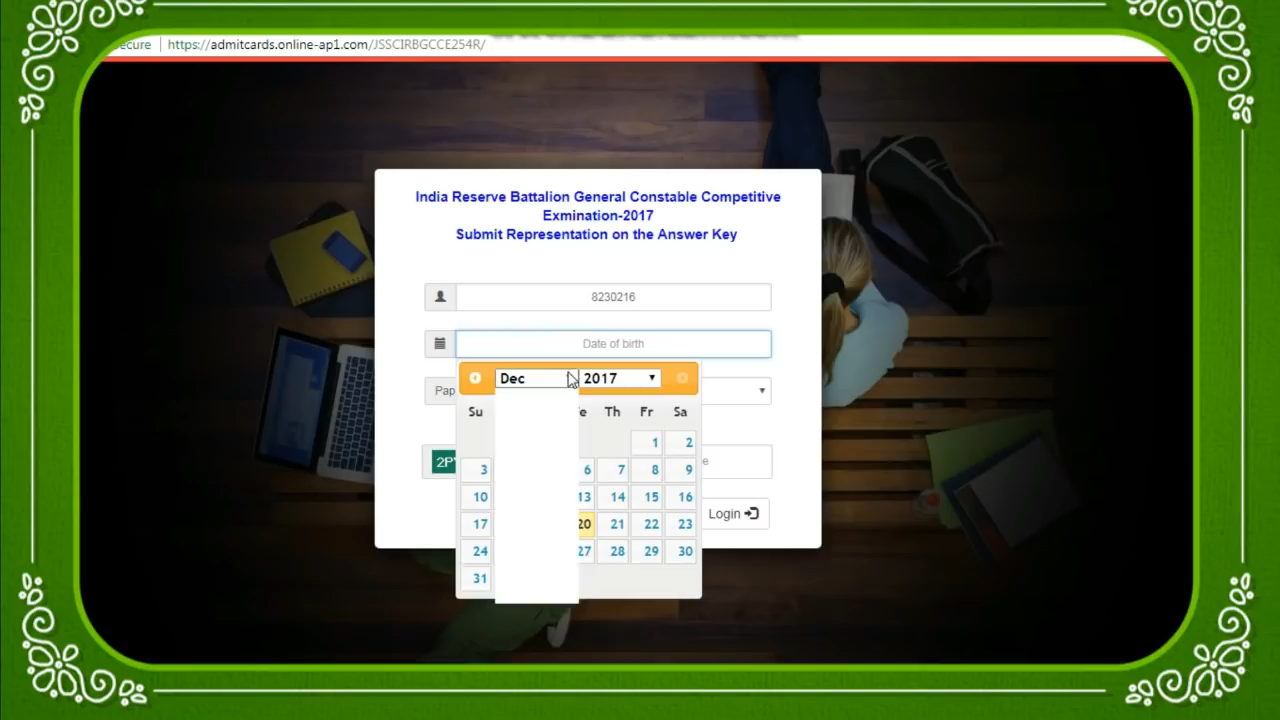 ecure https://admitcards.online-ap1.com/JSSCIRBGCCE254R/
India Reserve Battalion General Constable Competitive
Exmination-2017
Submit Representation on the Answer Key
8230216
Date of birth
Dec 2017
Pap
Su e Th Fr Sa
1 2
3 6 7 8 9
10 13 14 15 16
17 20 21 22 23
24 27 28 29 30
31
2P e
Login